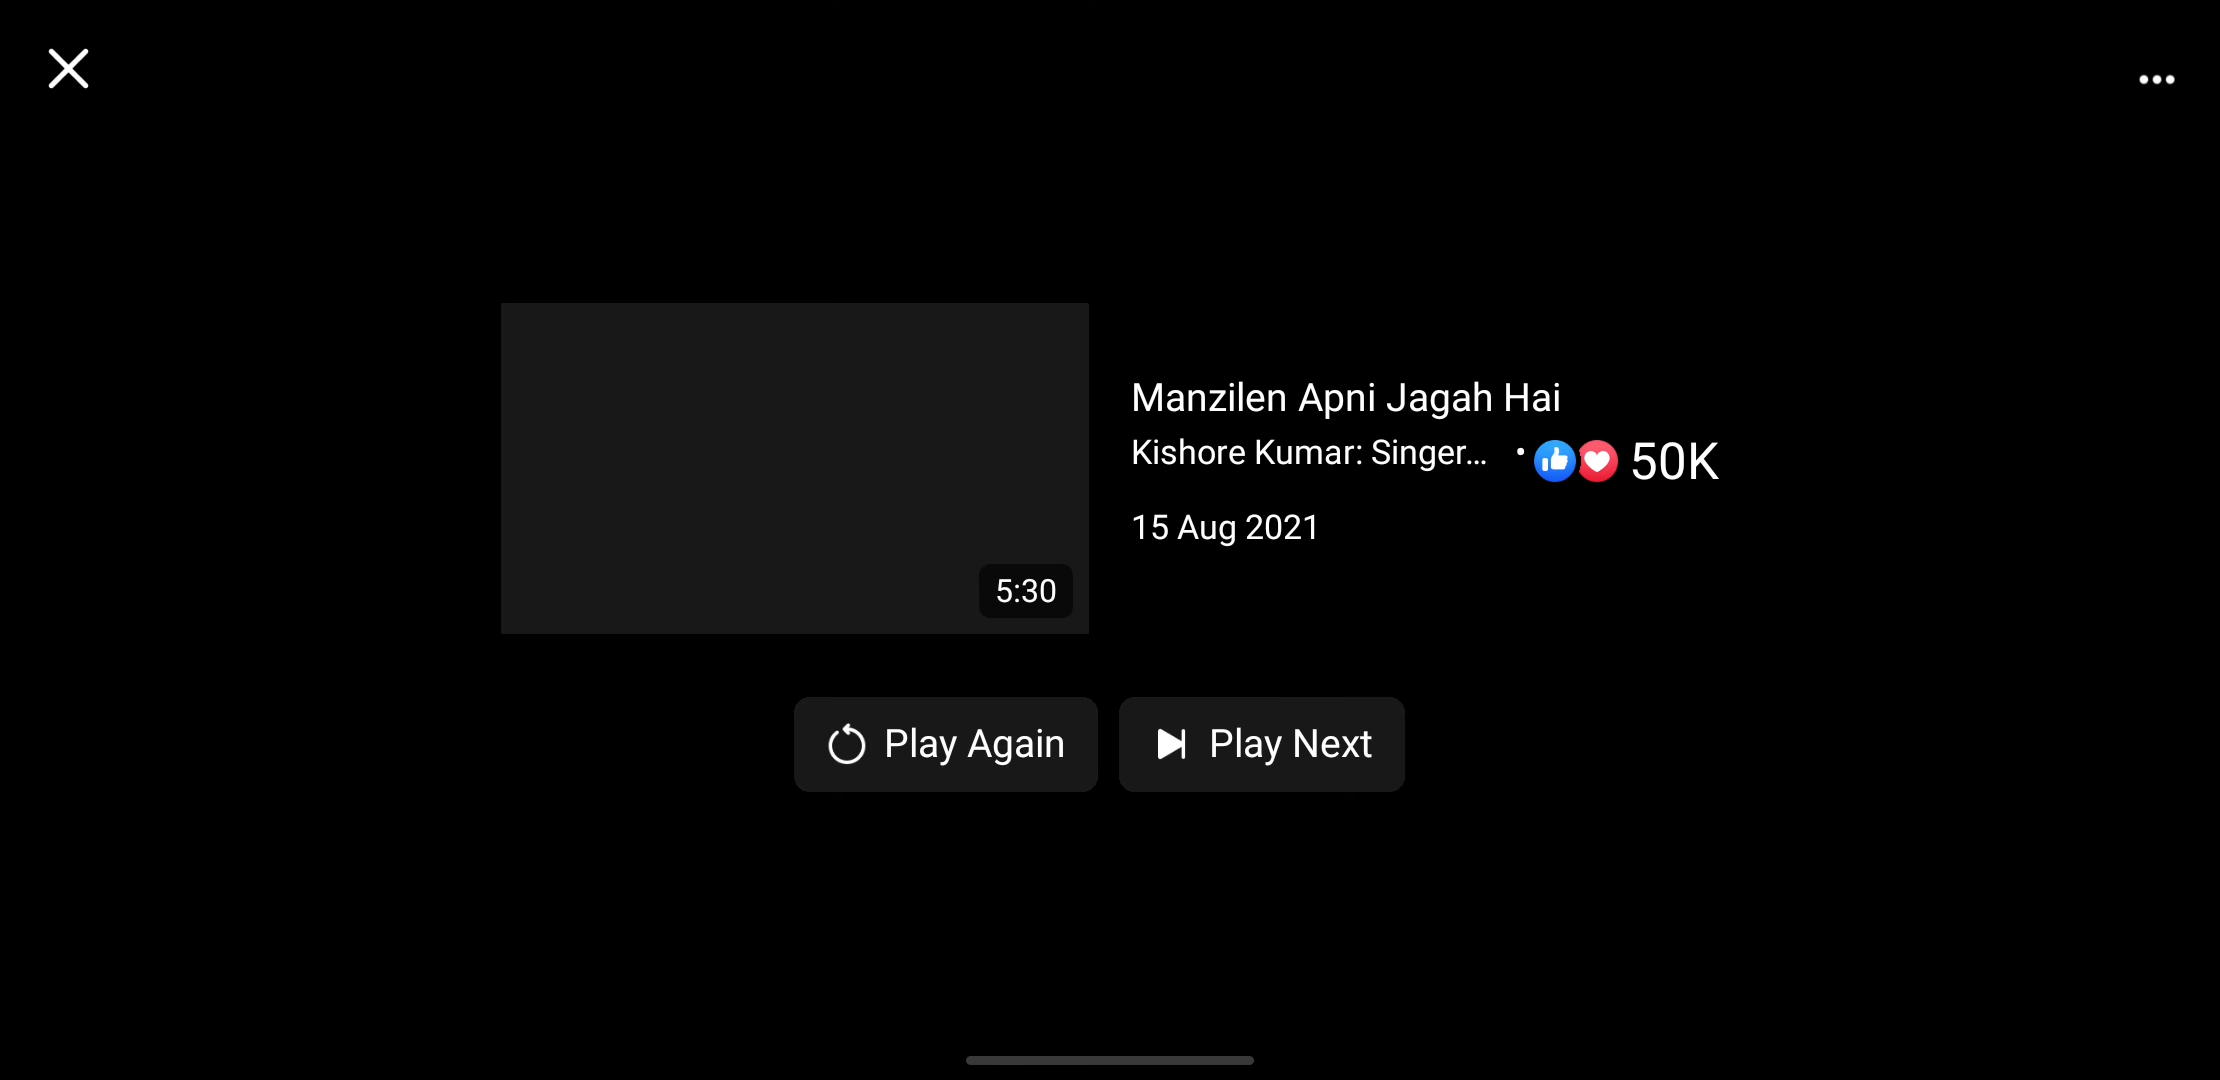 Manzilen Apni Jagah Hai
Kishore Kumar: Singer... • 50K
15 Aug 2021
5:30
Play Again
Play Next